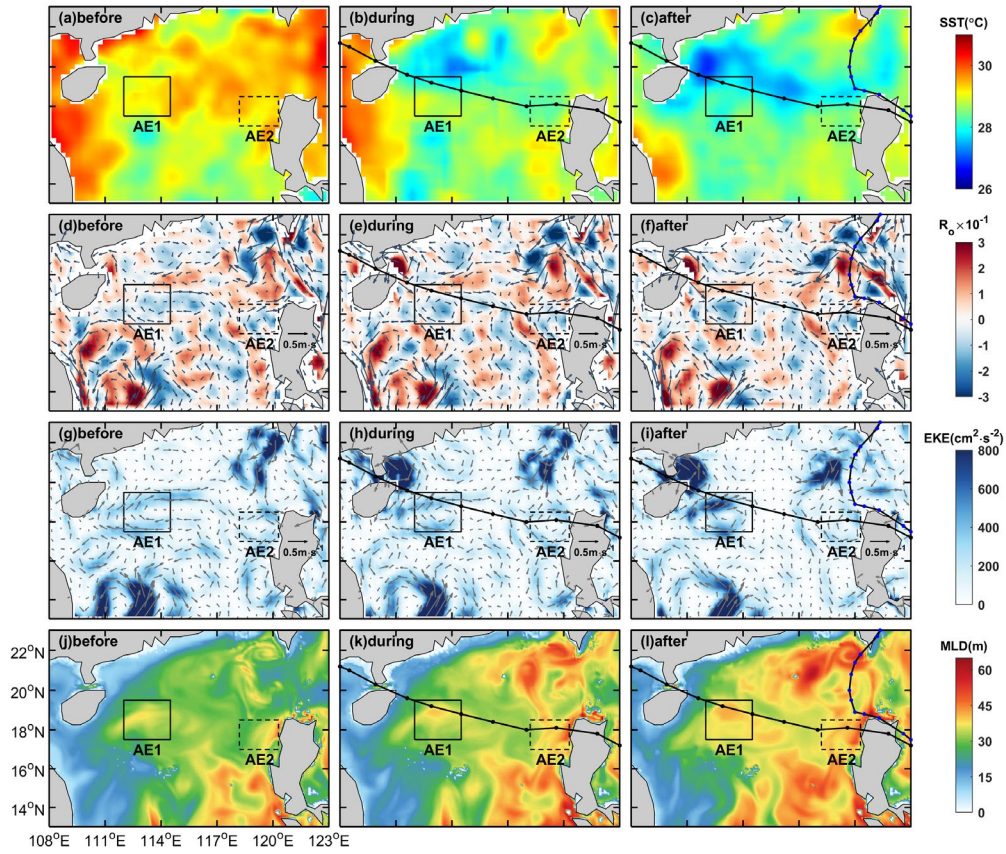 (a)before
(b)during
(c)after
SST(°C)
30
28
26
AE1
AE2
AE1
AE2
AE1
AE2
(d)before
(e)during
(f)after
Rₒ×10⁻¹
3
2
1
0
-1
-2
-3
AE1
AE2
0.5m·s⁻¹
AE1
AE2
0.5m·s⁻¹
AE1
AE2
0.5m·s⁻¹
(g)before
(h)during
(i)after
EKE(cm²·s⁻²)
800
600
400
200
0
AE1
AE2
0.5m·s⁻¹
AE1
AE2
0.5m·s⁻¹
AE1
AE2
0.5m·s⁻¹
(j)before
(k)during
(l)after
MLD(m)
60
45
30
15
0
22°N
20°N
18°N
16°N
14°N
AE1
AE2
AE1
AE2
AE1
AE2
108°E 111°E 114°E 117°E 120°E 123°E